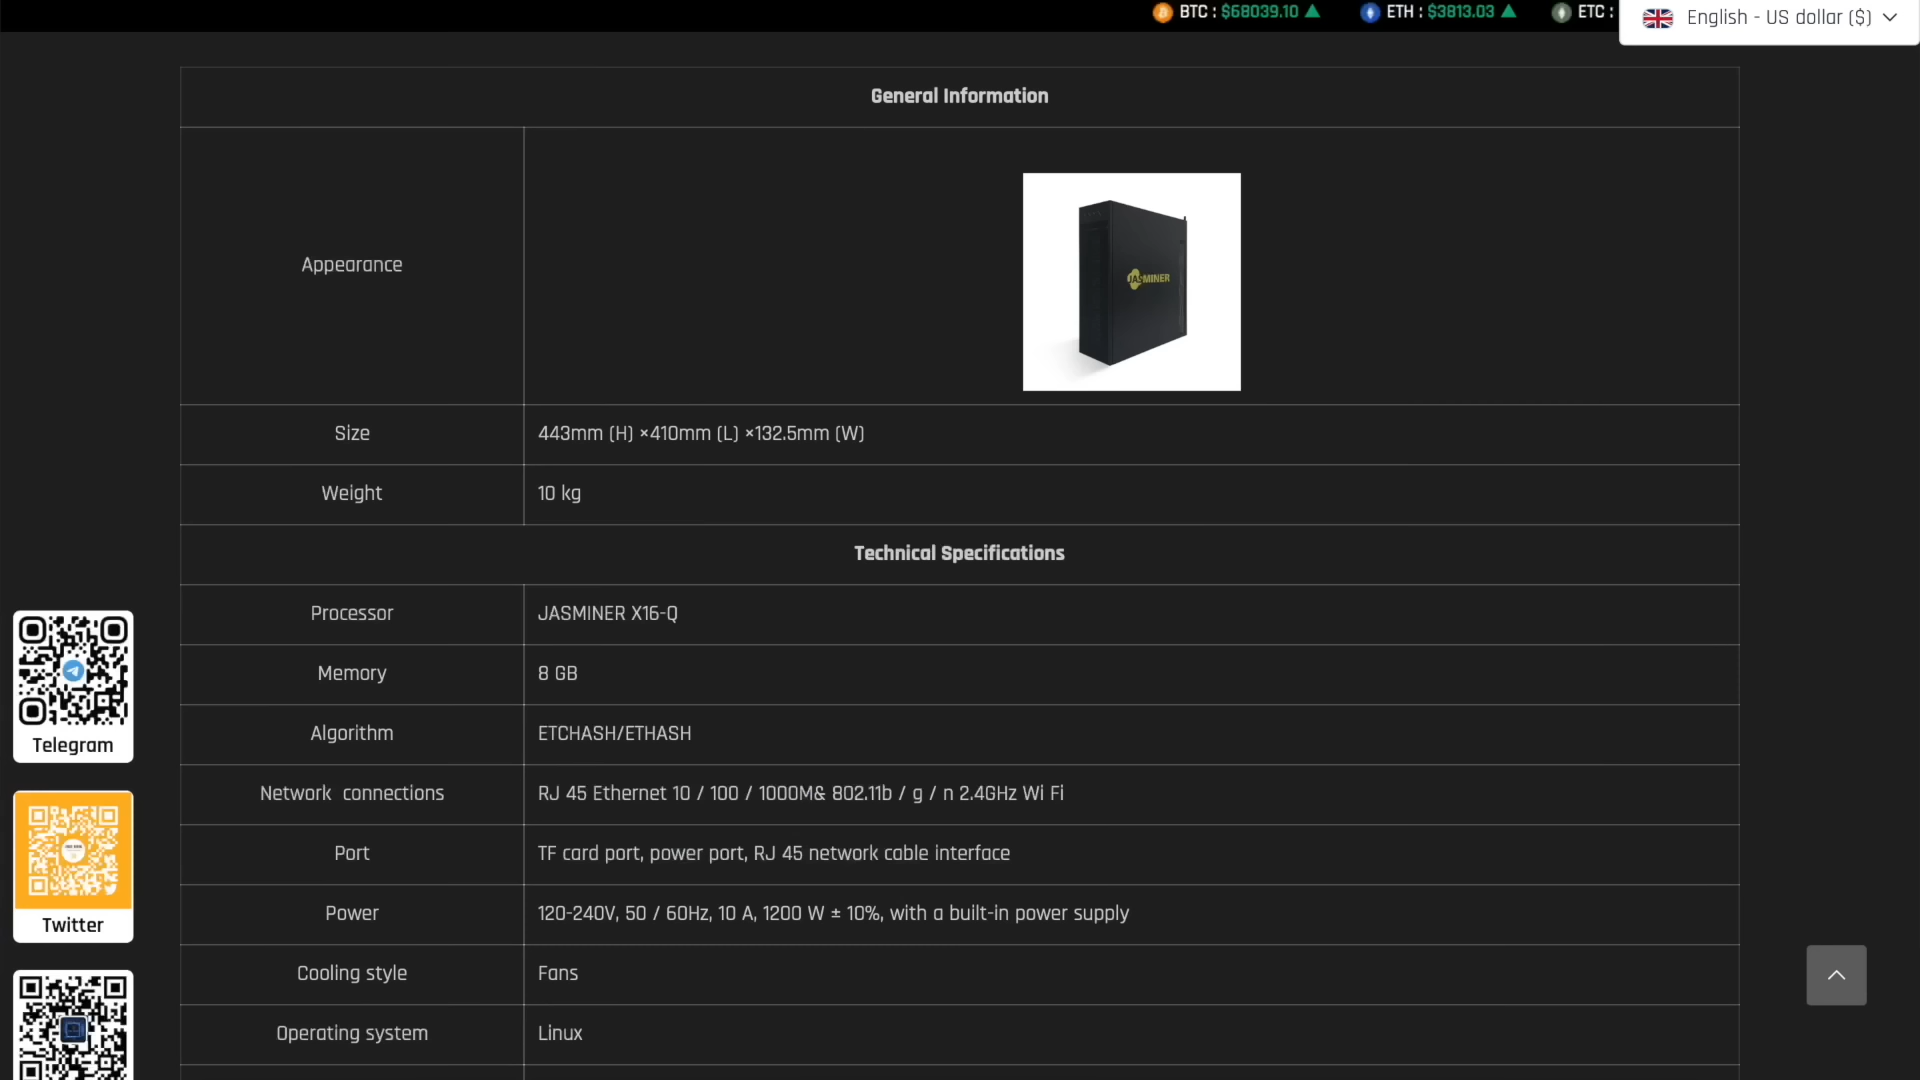 BTC : $68039.10 ETH : $3813.03 ETC :
English - US dollar ($)
General Information
Appearance
JASMINER
Size 443mm (H) ×410mm (L) ×132.5mm (W)
Weight 10 kg
Technical Specifications
Processor JASMINER X16-Q
Memory 8 GB
Algorithm ETCHASH/ETHASH
Network connections RJ 45 Ethernet 10 / 100 / 1000M& 802.11b / g / n 2.4GHz Wi Fi
Port TF card port, power port, RJ 45 network cable interface
Power 120-240V, 50 / 60Hz, 10 A, 1200 W ± 10%, with a built-in power supply
Cooling style Fans
Operating system Linux
Telegram
Twitter